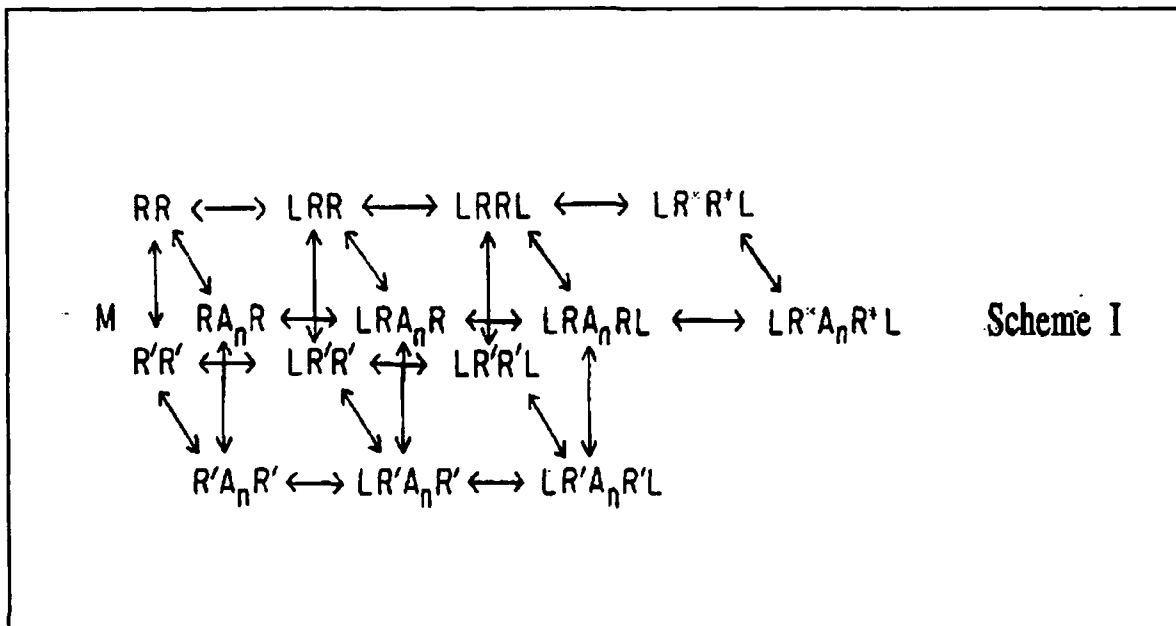 RR <—> LRR <—> LRRL <—> LR*R*L
M RAₙR <—> LRAₙR <—> LRAₙRL <—> LR*AₙR*L Scheme I
R'R' <—> LR'R' <—> LR'R'L
R'AₙR' <—> LR'AₙR' <—> LR'AₙR'L